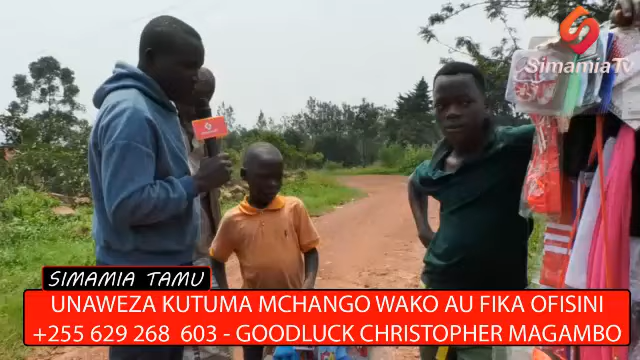 SimamiaTv
SIMAMIA TAMU
UNAWEZA KUTUMA MCHANGO WAKO AU FIKA OFISINI
+255 629 268 603 - GOODLUCK CHRISTOPHER MAGAMBO